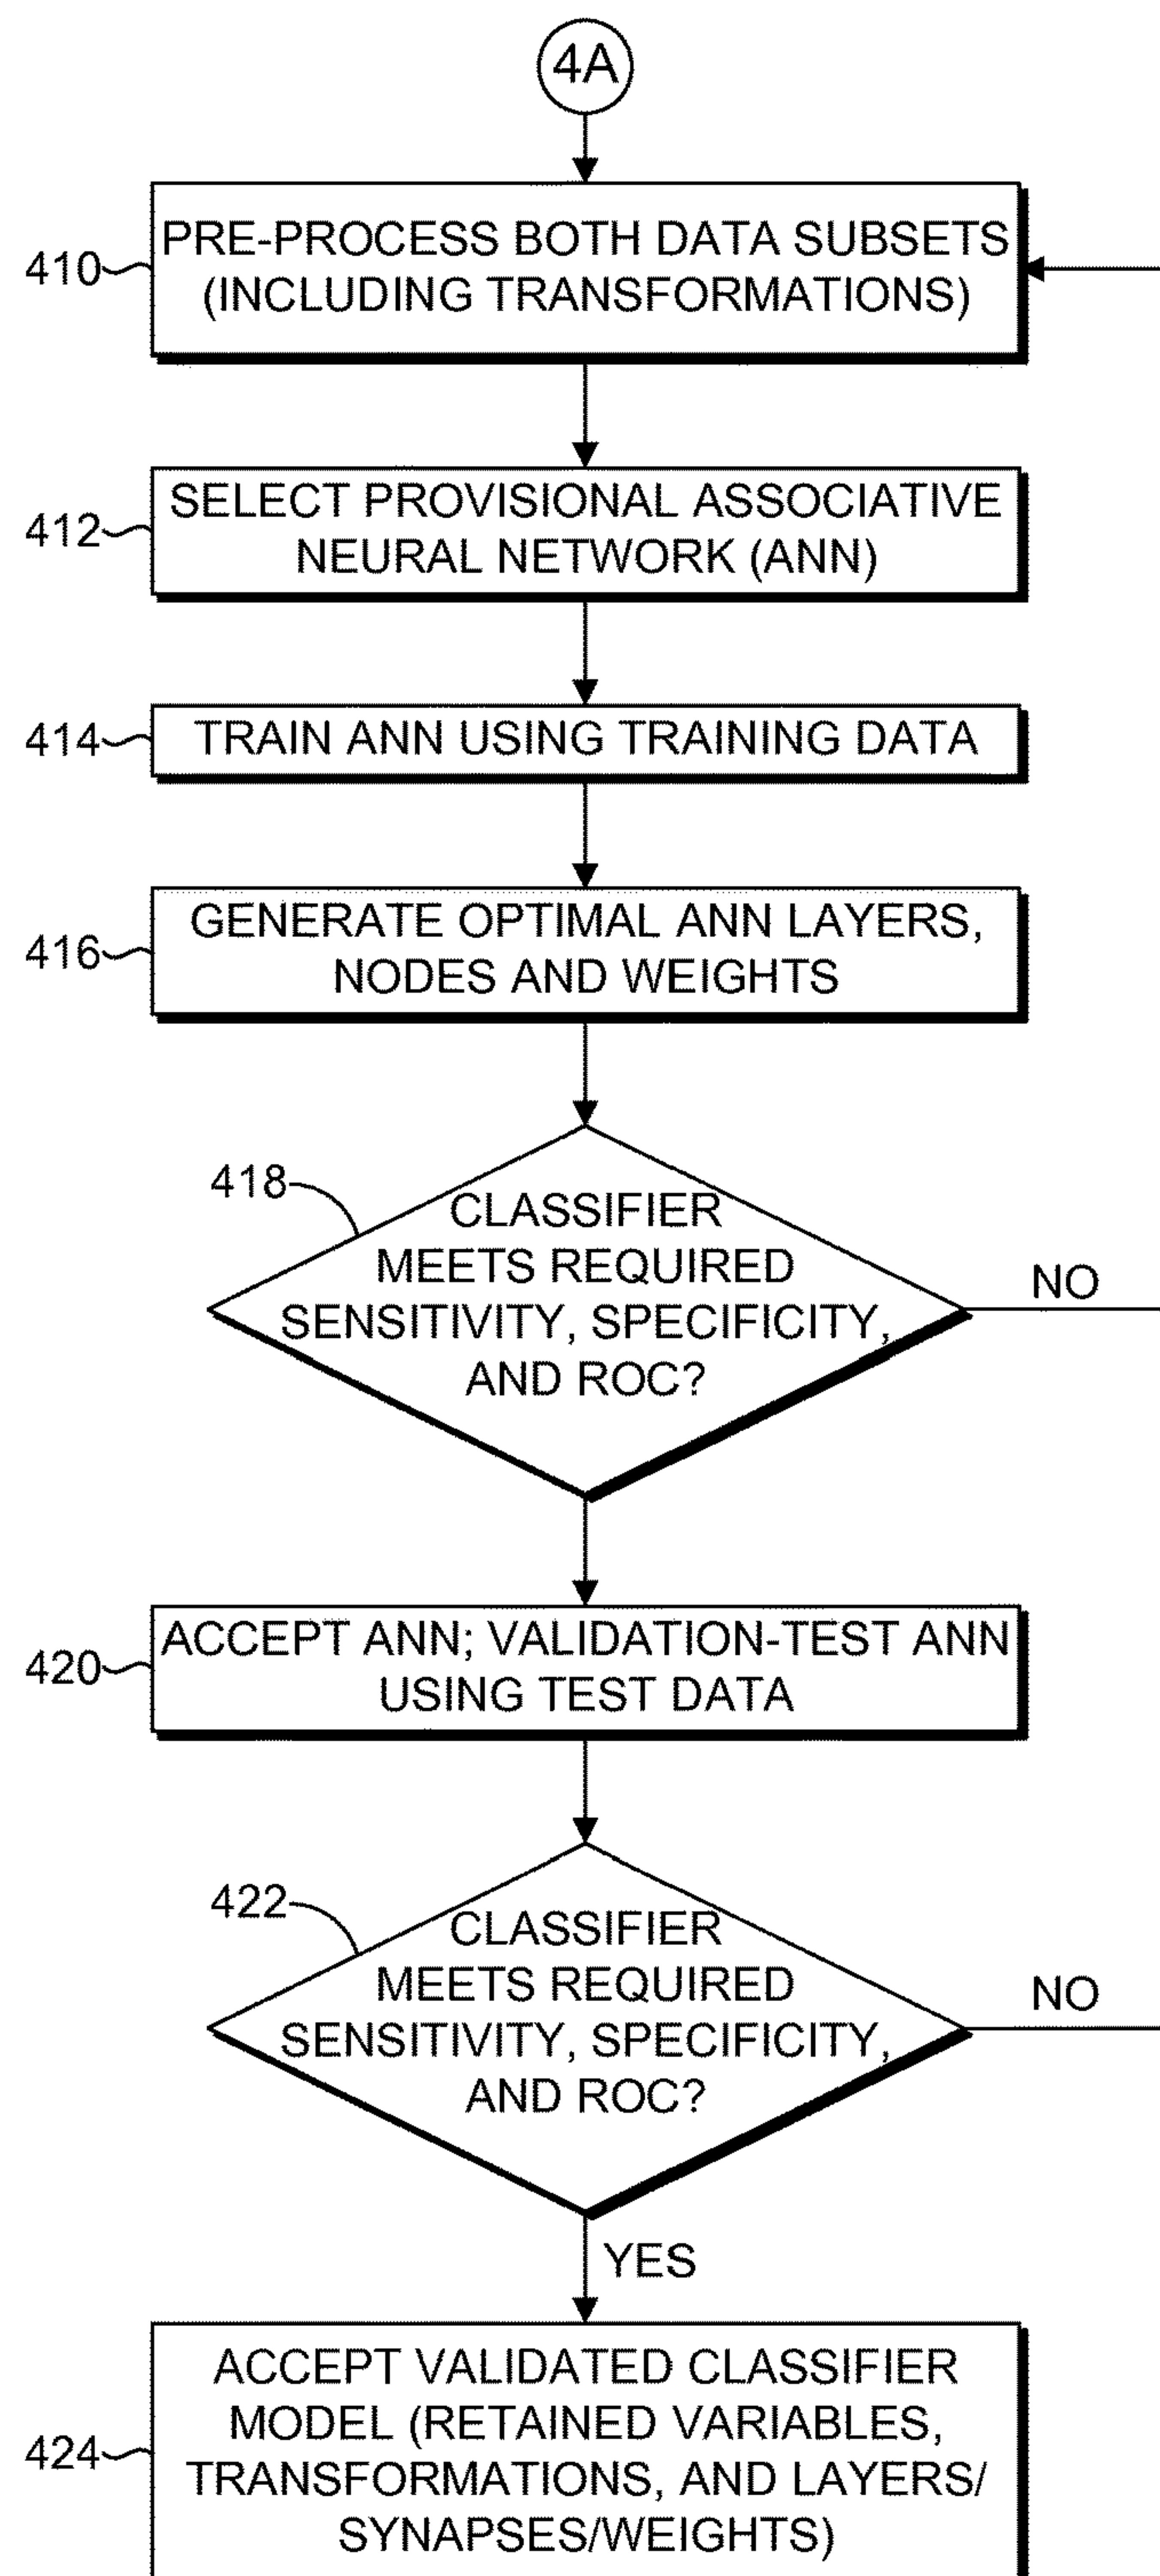 4A
410
PRE-PROCESS BOTH DATA SUBSETS
(INCLUDING TRANSFORMATIONS)
412
SELECT PROVISIONAL ASSOCIATIVE
NEURAL NETWORK (ANN)
414
TRAIN ANN USING TRAINING DATA
416
GENERATE OPTIMAL ANN LAYERS,
NODES AND WEIGHTS
418
CLASSIFIER
MEETS REQUIRED
SENSITIVITY, SPECIFICITY,
AND ROC?
NO
420
ACCEPT ANN; VALIDATION-TEST ANN
USING TEST DATA
422
CLASSIFIER
MEETS REQUIRED
SENSITIVITY, SPECIFICITY,
AND ROC?
NO
YES
424
ACCEPT VALIDATED CLASSIFIER
MODEL (RETAINED VARIABLES,
TRANSFORMATIONS, AND LAYERS/
SYNAPSES/WEIGHTS)